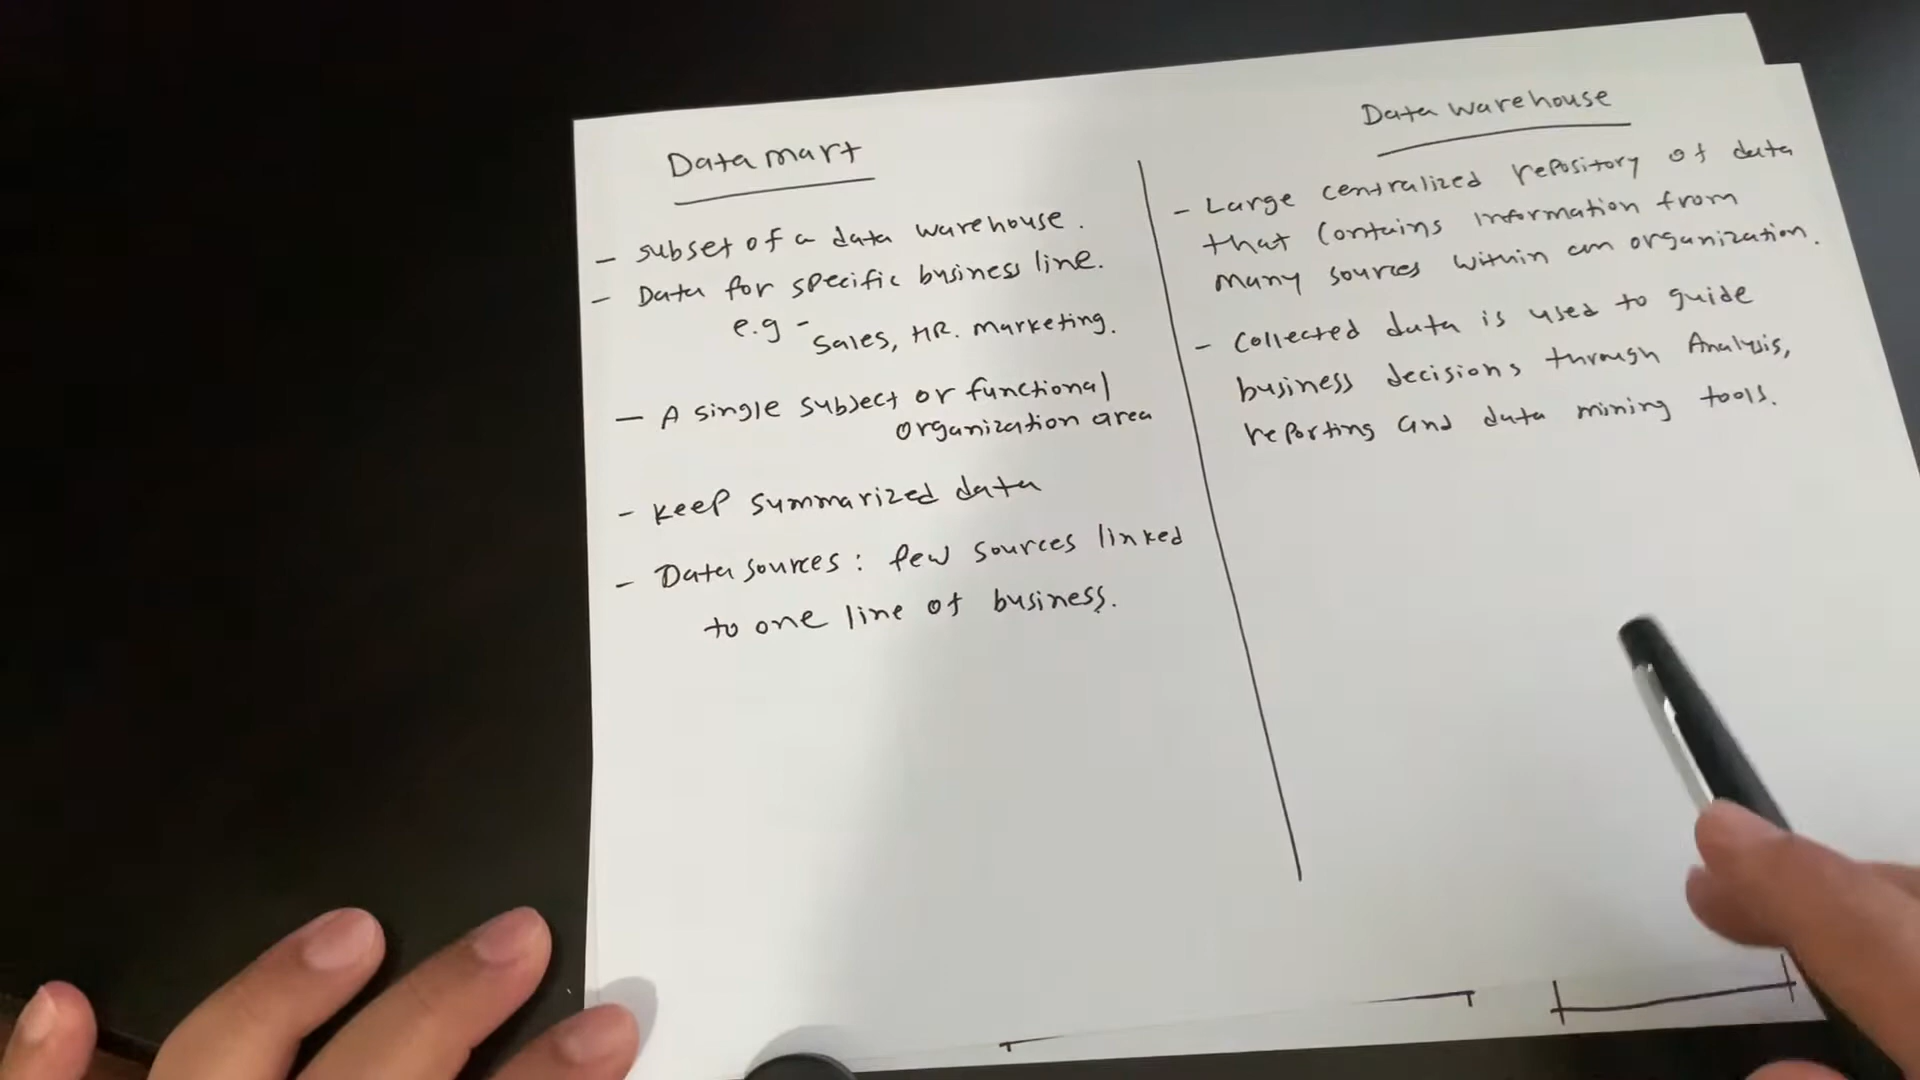 Data mart
- subset of a data warehouse.
- Data for specific business line.
e.g - Sales, HR. marketing.
- A single subject or functional
organization area
- keep summarized data
- Data sources: few sources linked
to one line of business.
Data warehouse
- Large centralized repository of data
that contains information from
many sources within an organization.
- Collected data is used to guide
business decisions through Analysis,
reporting and data mining tools.